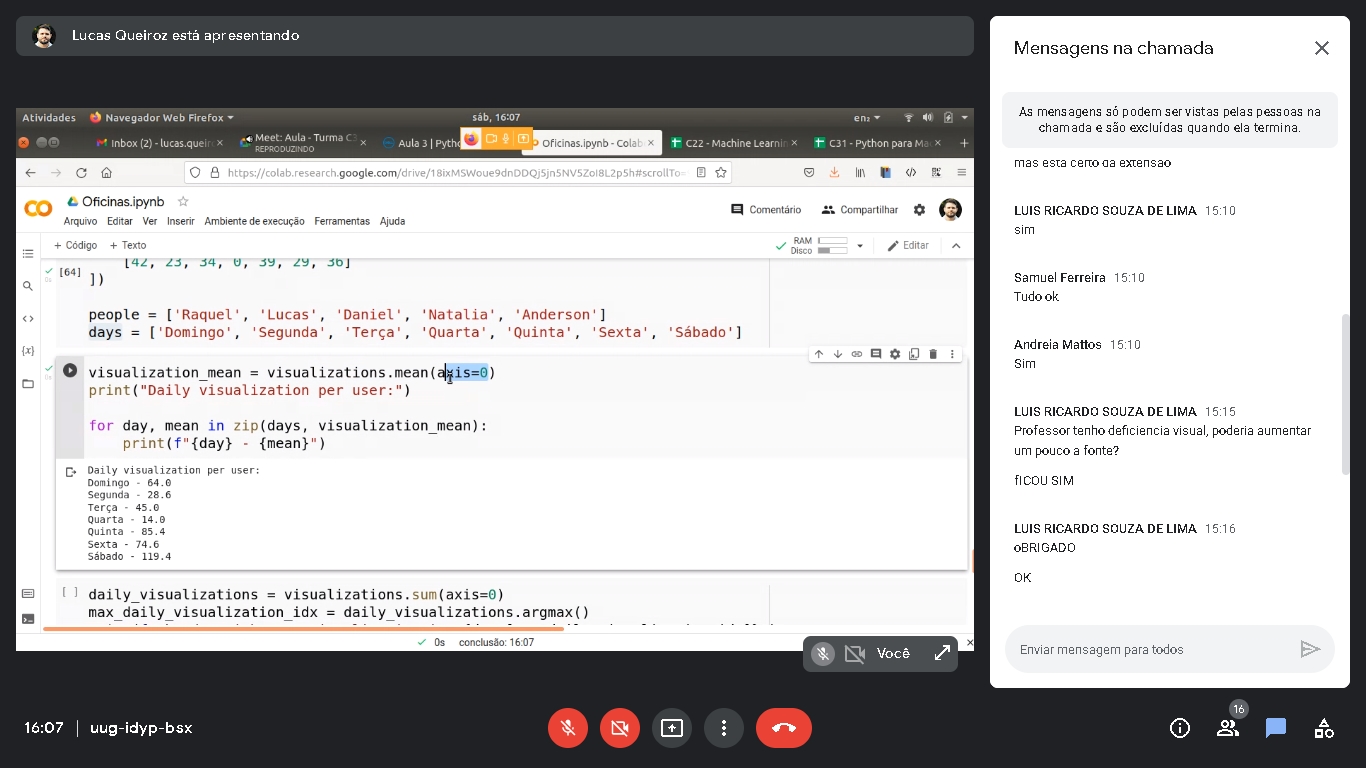 Lucas Queiroz está apresentando
Atividades
Navegador Web Firefox
sáb, 16:07
en₂
Inbox (2) - lucas.queir
Meet: Aula - Turma C3
REPRODUZINDO
Aula 3 | Pytho
Oficinas.ipynb - Colab
C22 - Machine Learnin
C31 - Python para Ma
https://colab.research.google.com/drive/18ixMSWoue9dnDDQj5jn5NV5ZoI8L2p5h#scrollTo=
Oficinas.ipynb
Comentário
Compartilhar
Arquivo Editar Ver Inserir Ambiente de execução Ferramentas Ajuda
+ Código + Texto
RAM
Disco
Editar
[64]
[42, 23, 34, 0, 39, 29, 36]
])
people = ['Raquel', 'Lucas', 'Daniel', 'Natalia', 'Anderson']
days = ['Domingo', 'Segunda', 'Terça', 'Quarta', 'Quinta', 'Sexta', 'Sábado']
visualization_mean = visualizations.mean(axis=0)
print("Daily visualization per user:")
for day, mean in zip(days, visualization_mean):
print(f"{day} - {mean}")
Daily visualization per user:
Domingo - 64.0
Segunda - 28.6
Terça - 45.0
Quarta - 14.0
Quinta - 85.4
Sexta - 74.6
Sábado - 119.4
[ ]
daily_visualizations = visualizations.sum(axis=0)
max_daily_visualization_idx = daily_visualizations.argmax()
0s conclusão: 16:07
Você
16:07 | uug-idyp-bsx
Mensagens na chamada
As mensagens só podem ser vistas pelas pessoas na
chamada e são excluídas quando ela termina.
mas esta certo da extensao
LUIS RICARDO SOUZA DE LIMA 15:10
sim
Samuel Ferreira 15:10
Tudo ok
Andreia Mattos 15:10
Sim
LUIS RICARDO SOUZA DE LIMA 15:15
Professor tenho deficiencia visual, poderia aumentar
um pouco a fonte?
fICOU SIM
LUIS RICARDO SOUZA DE LIMA 15:16
oBRIGADO
OK
Enviar mensagem para todos
16